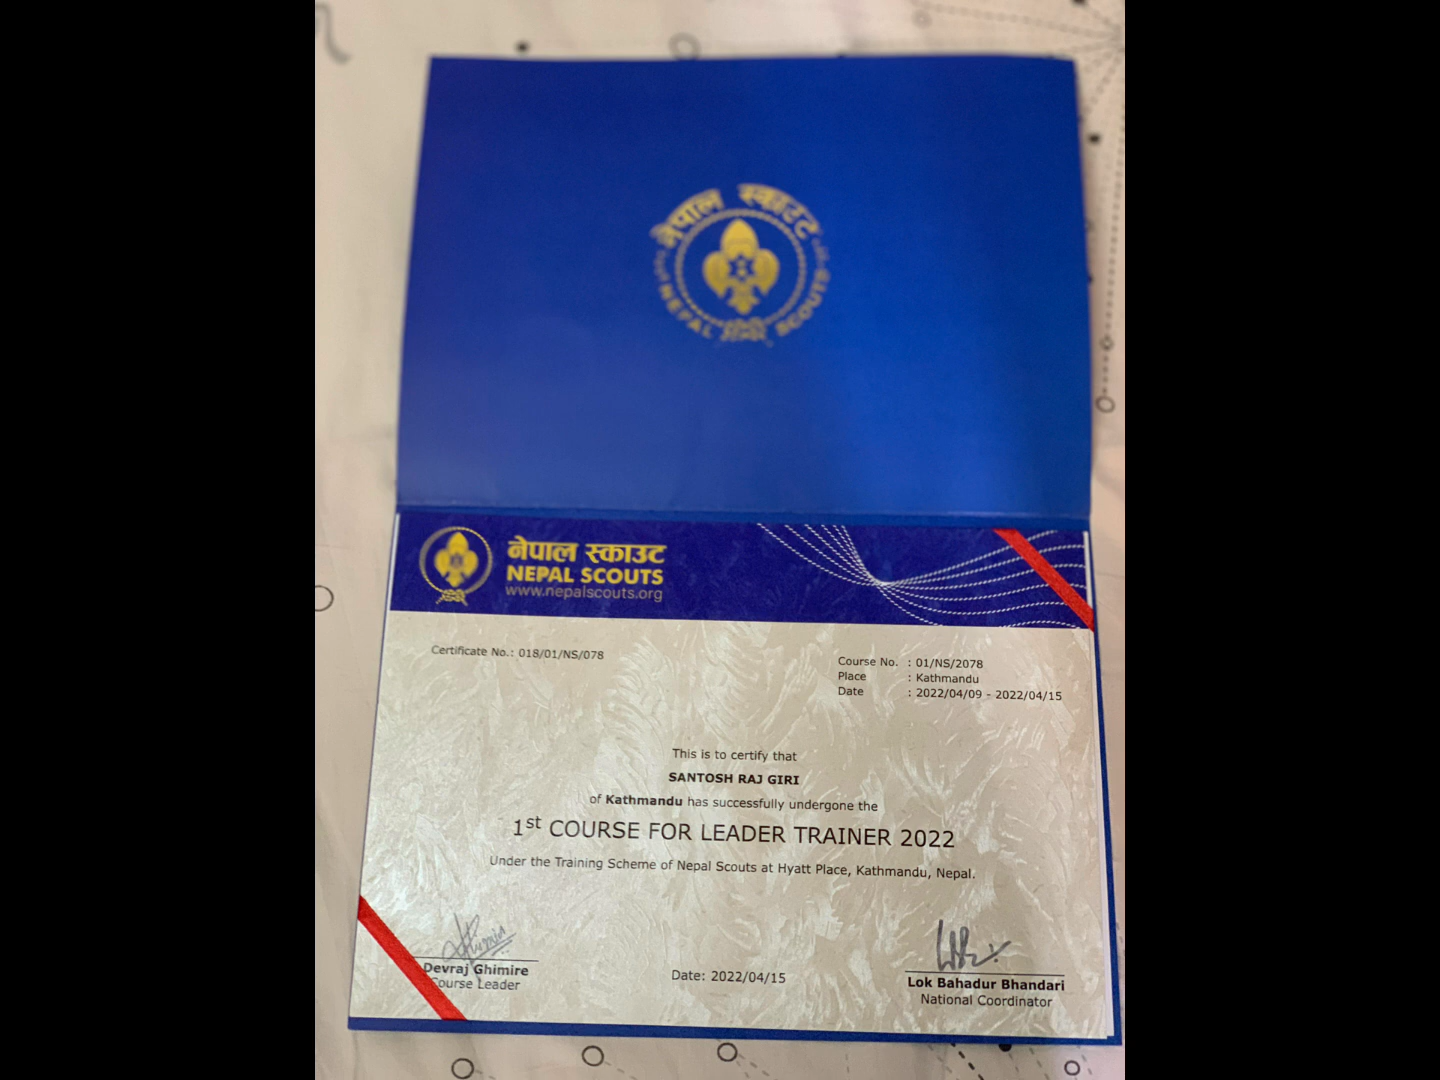 नेपाल स्काउट
NEPAL SCOUTS
नेपाल स्काउट
NEPAL SCOUTS
www.nepalscouts.org
Certificate No.: 018/01/NS/078
Course No. : 01/NS/2078
Place : Kathmandu
Date : 2022/04/09 - 2022/04/15
This is to certify that
SANTOSH RAJ GIRI
of Kathmandu has successfully undergone the
1st COURSE FOR LEADER TRAINER 2022
Under the Training Scheme of Nepal Scouts at Hyatt Place, Kathmandu, Nepal.
Devraj Ghimire
Course Leader
Date: 2022/04/15
Lok Bahadur Bhandari
National Coordinator